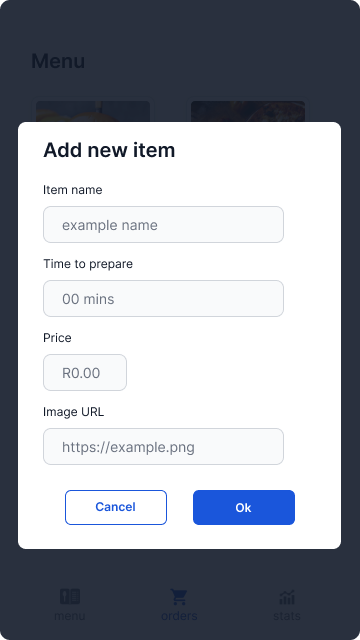 Menu
Add new item
Item name
example name
Time to prepare
00 mins
Price
R0.00
Image URL
https://example.png
Cancel
Ok
menu
orders
stats